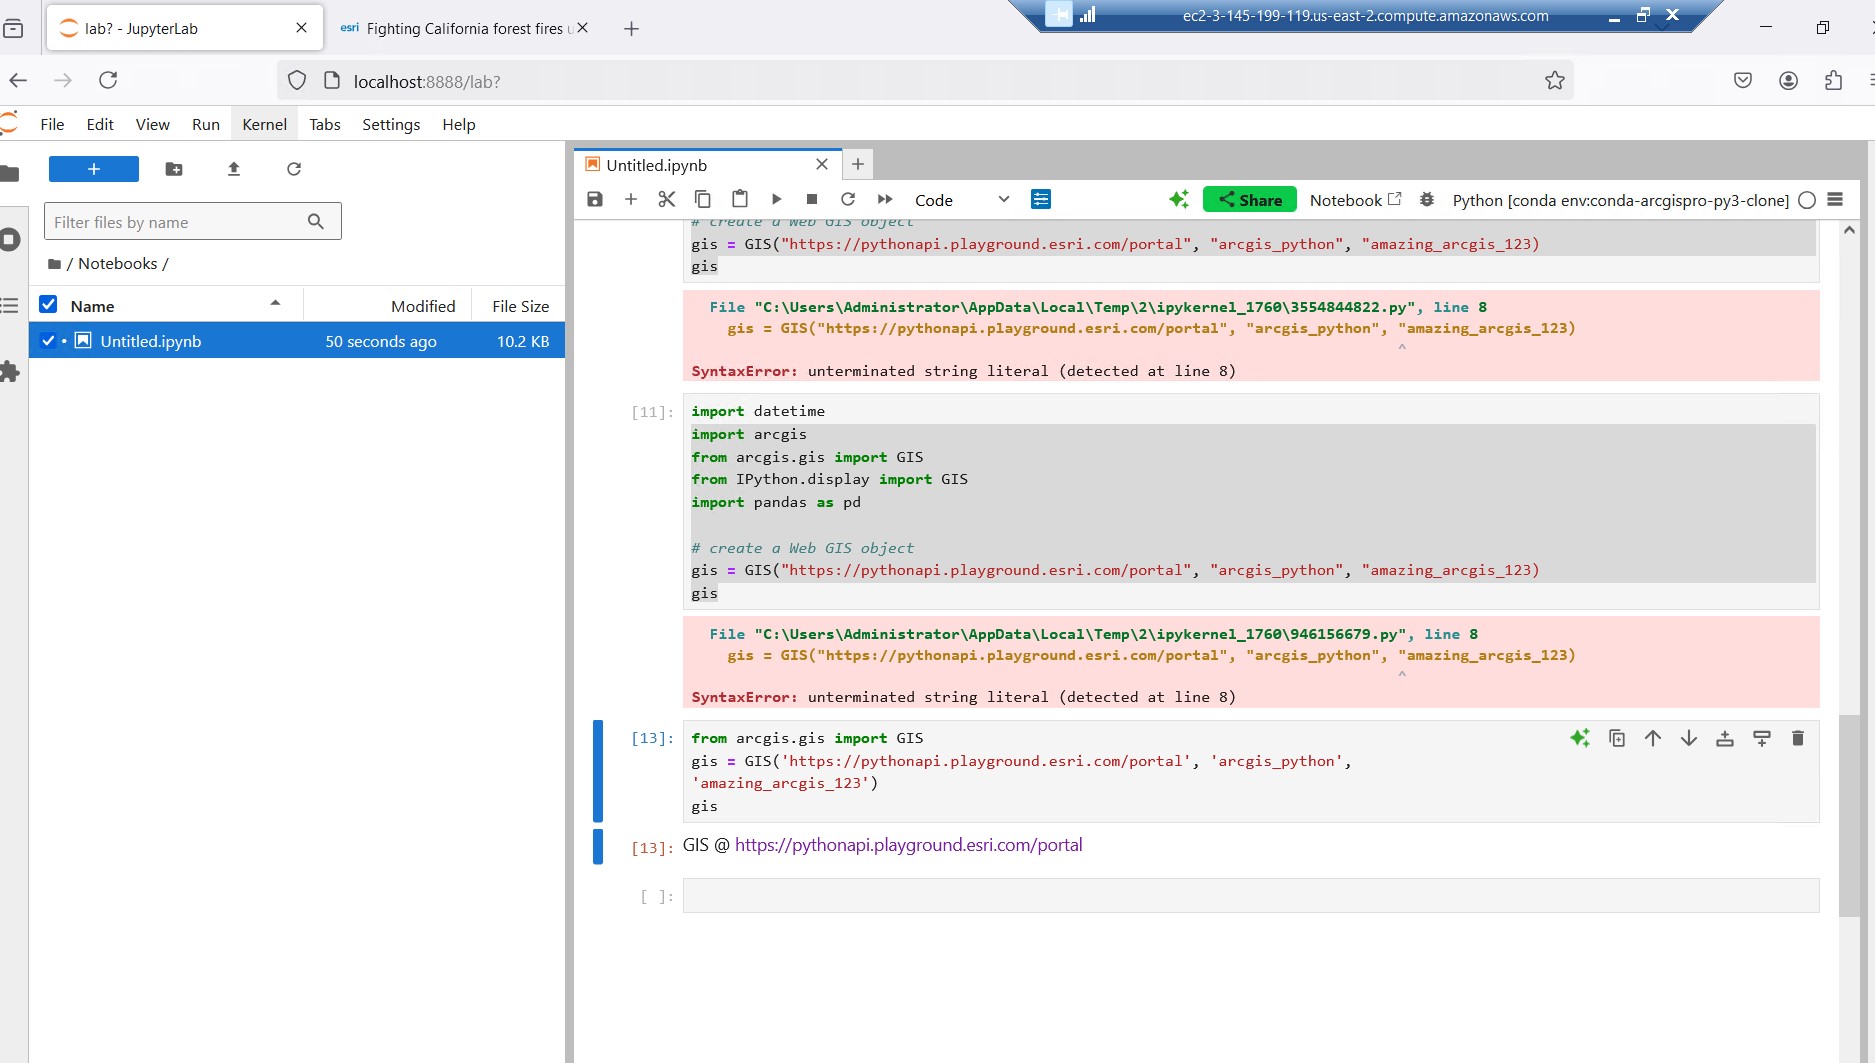 lab? - JupyterLab
esri Fighting California forest fires u
ec2-3-145-199-119.us-east-2.compute.amazonaws.com
localhost:8888/lab?
File Edit View Run Kernel Tabs Settings Help
Untitled.ipynb
Code
Share
Notebook
Python [conda env:conda-arcgispro-py3-clone]
Filter files by name
/ Notebooks /
Name Modified File Size
Untitled.ipynb 50 seconds ago 10.2 KB
# create a Web GIS object
gis = GIS("https://pythonapi.playground.esri.com/portal", "arcgis_python", "amazing_arcgis_123)
gis
File "C:\Users\Administrator\AppData\Local\Temp\2\ipykernel_1760\3554844822.py", line 8
gis = GIS("https://pythonapi.playground.esri.com/portal", "arcgis_python", "amazing_arcgis_123)
^
SyntaxError: unterminated string literal (detected at line 8)
[11]:
import datetime
import arcgis
from arcgis.gis import GIS
from IPython.display import GIS
import pandas as pd
# create a Web GIS object
gis = GIS("https://pythonapi.playground.esri.com/portal", "arcgis_python", "amazing_arcgis_123)
gis
File "C:\Users\Administrator\AppData\Local\Temp\2\ipykernel_1760\946156679.py", line 8
gis = GIS("https://pythonapi.playground.esri.com/portal", "arcgis_python", "amazing_arcgis_123)
^
SyntaxError: unterminated string literal (detected at line 8)
[13]:
from arcgis.gis import GIS
gis = GIS('https://pythonapi.playground.esri.com/portal', 'arcgis_python',
'amazing_arcgis_123')
gis
[13]: GIS @ https://pythonapi.playground.esri.com/portal
[ ]: